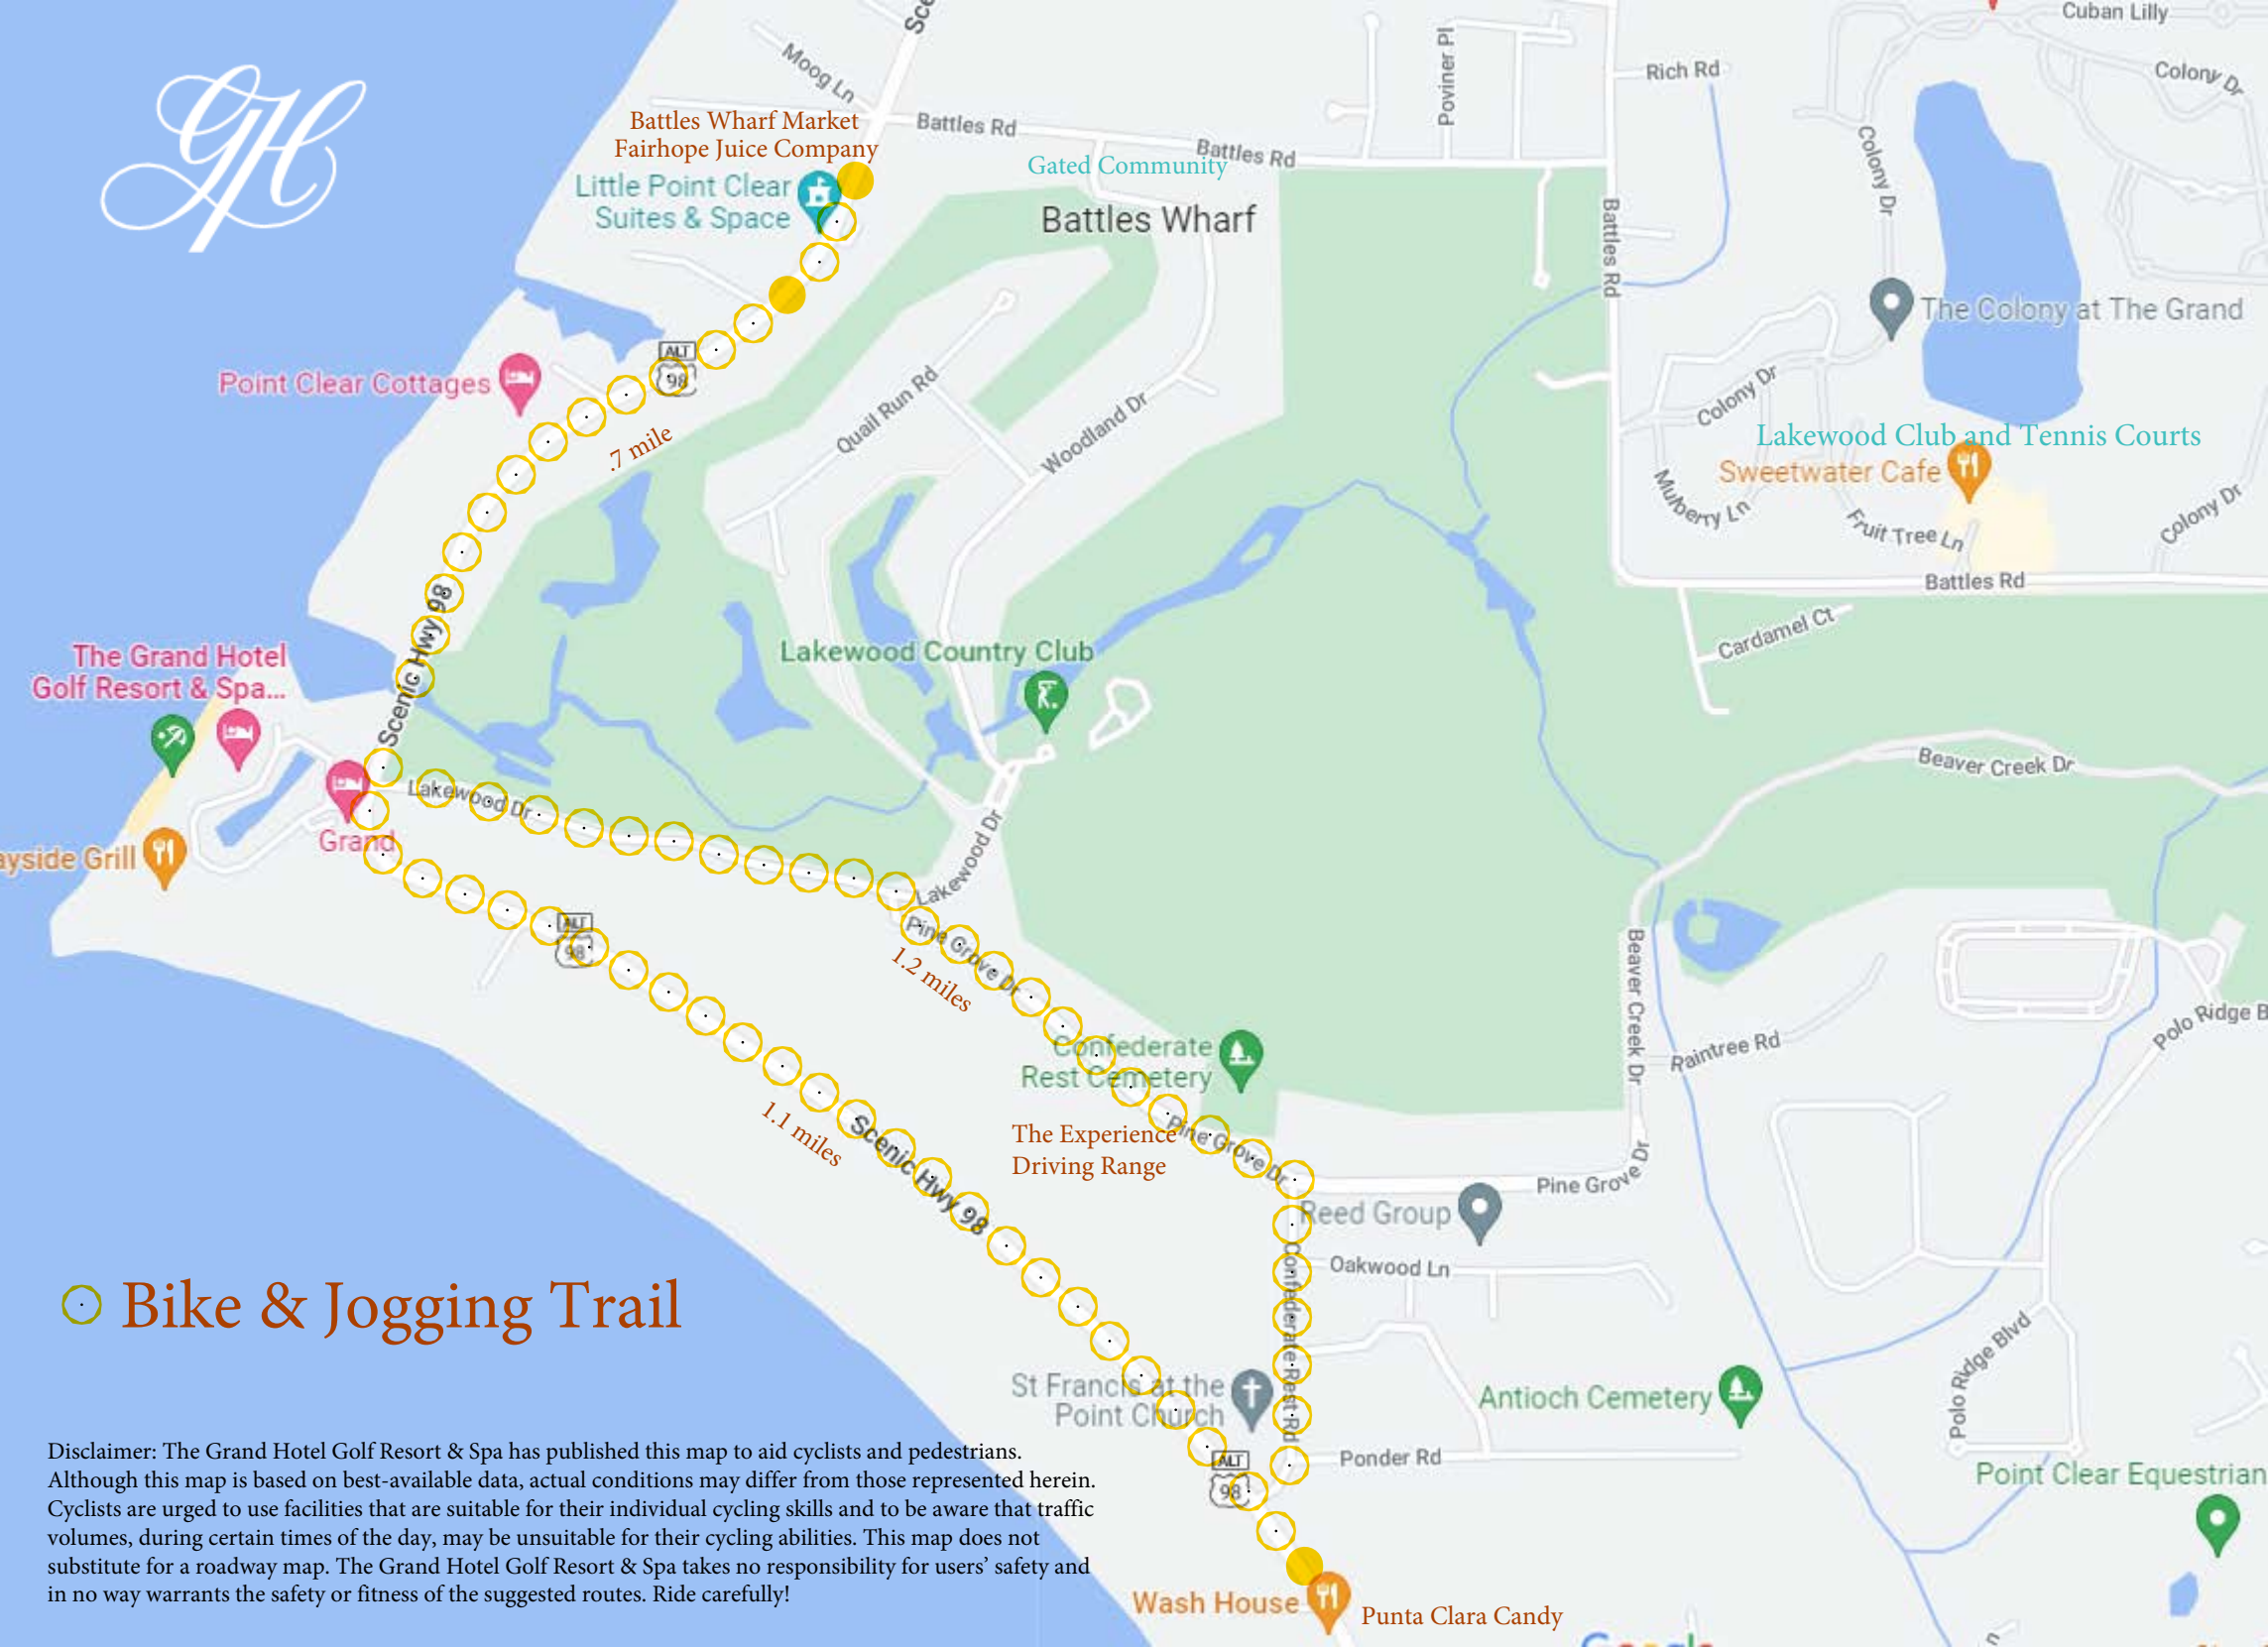 Sce
Cuban Lilly
Moog Ln
Poviner Pl
Rich Rd
Colony Dr
GH
Battles Wharf Market
Fairhope Juice Company
Battles Rd
Battles Rd
Gated Community
Colony Dr
Little Point Clear
Suites & Space
Battles Wharf
Battles Rd
The Colony at The Grand
ALT
98
Point Clear Cottages
Quail Run Rd
Woodland Dr
Colony Dr
.7 mile
Lakewood Club and Tennis Courts
Sweetwater Cafe
Mulberry Ln
Fruit Tree Ln
Colony Dr
Battles Rd
Scenic Hwy 98
Cardamel Ct
The Grand Hotel
Golf Resort & Spa...
Lakewood Country Club
Beaver Creek Dr
Lakewood Dr
Grand
ayside Grill
Lakewood Dr
ALT
98
Pine Grove Dr
1.2 miles
Beaver Creek Dr
Polo Ridge B
Raintree Rd
Confederate
Rest Cemetery
1.1 miles
Scenic Hwy 98
The Experience
Driving Range
Pine Grove Dr
Pine Grove Dr
Reed Group
Oakwood Ln
Confederate Rest Rd
Bike & Jogging Trail
Polo Ridge Blvd
St Francis at the
Point Church
Antioch Cemetery
ALT
98
Ponder Rd
Point Clear Equestrian
Disclaimer: The Grand Hotel Golf Resort & Spa has published this map to aid cyclists and pedestrians.
Although this map is based on best-available data, actual conditions may differ from those represented herein.
Cyclists are urged to use facilities that are suitable for their individual cycling skills and to be aware that traffic
volumes, during certain times of the day, may be unsuitable for their cycling abilities. This map does not
substitute for a roadway map. The Grand Hotel Golf Resort & Spa takes no responsibility for users’ safety and
in no way warrants the safety or fitness of the suggested routes. Ride carefully!
Wash House
Punta Clara Candy